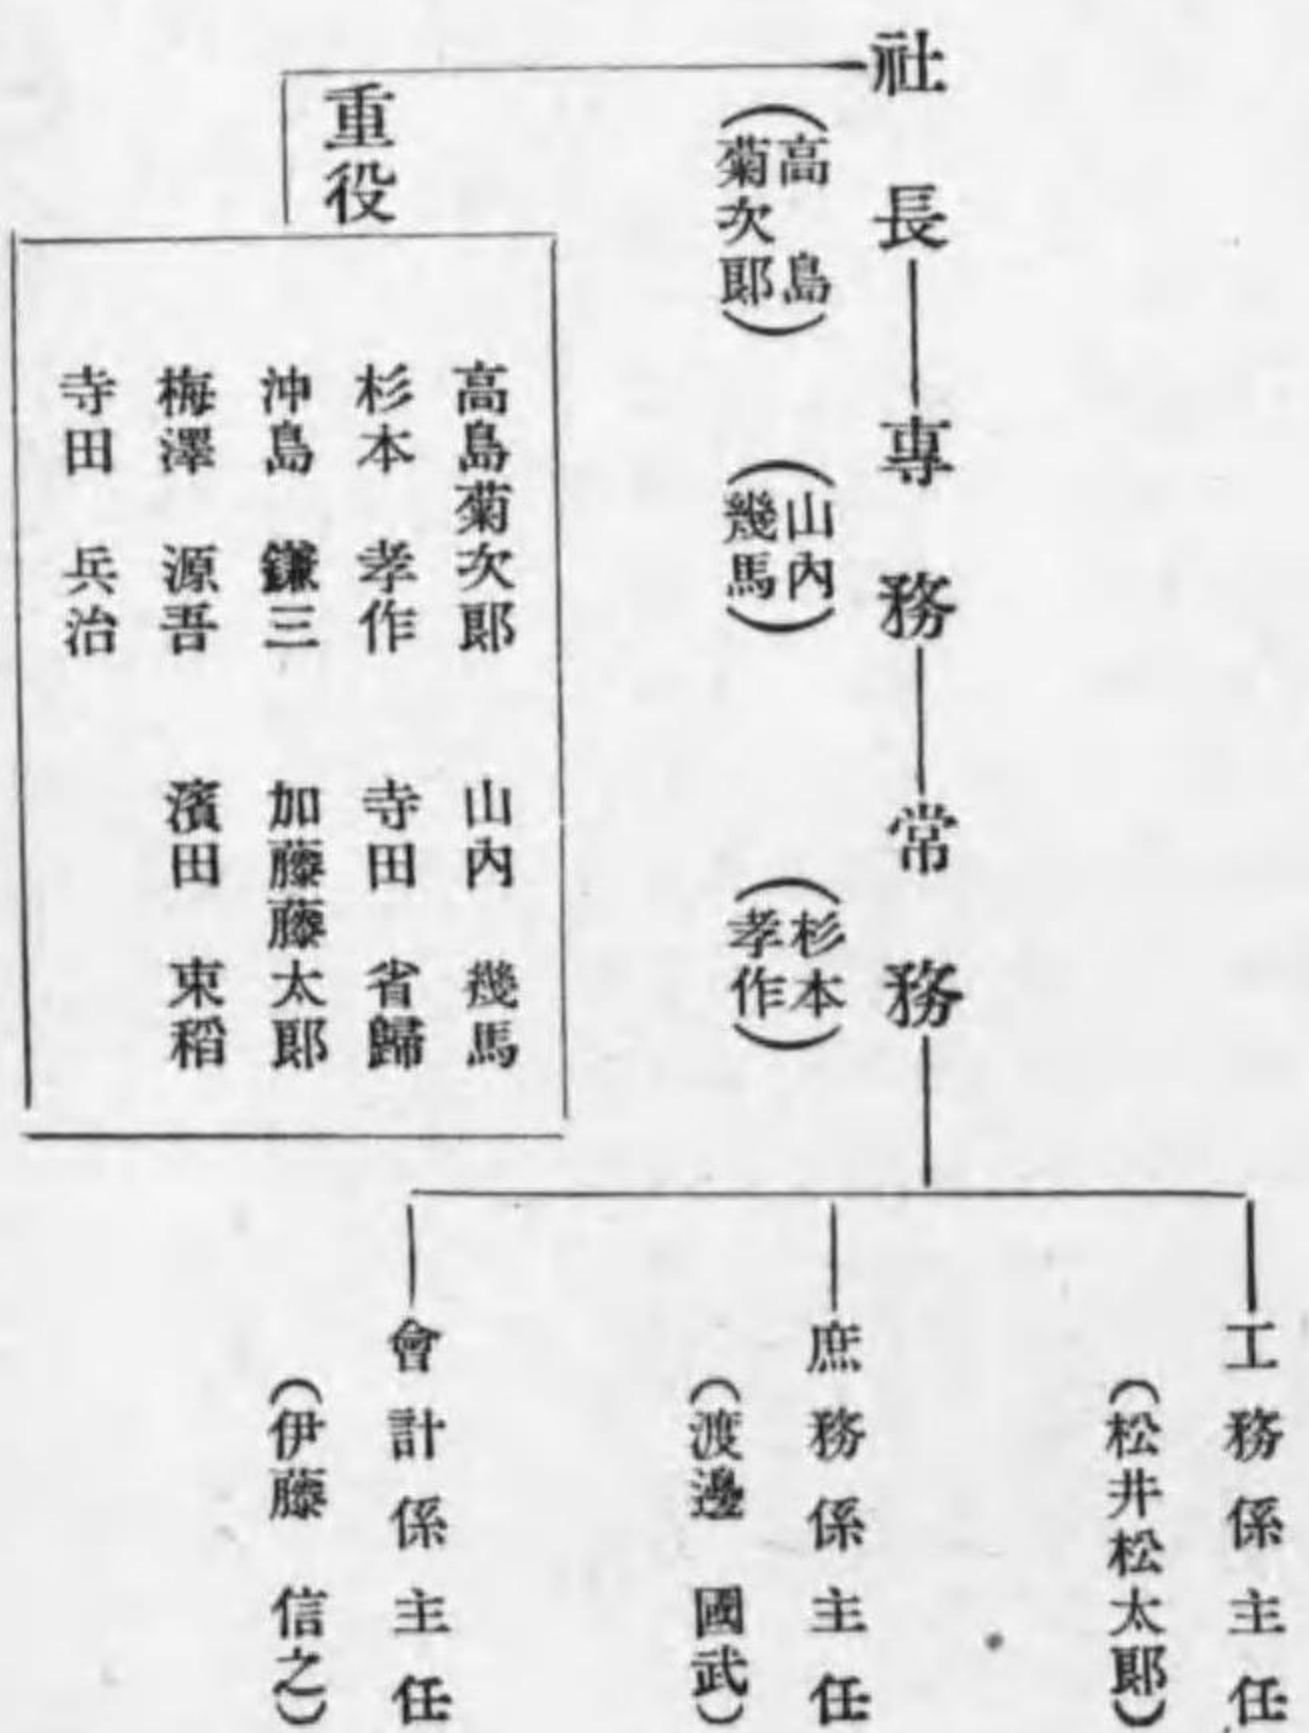 社長―專務―常務
(高島菊次郎)
(山內幾馬)
(杉本孝作)
工務係主任
(松井松太郎)
庶務係主任
(渡邊國武)
會計係主任
(伊藤信之)
重役
高島菊次郎 山內幾馬
杉本孝作 寺田省歸
沖島鎌三 加藤藤太郎
梅澤源吾 濱田東稻
寺田兵治